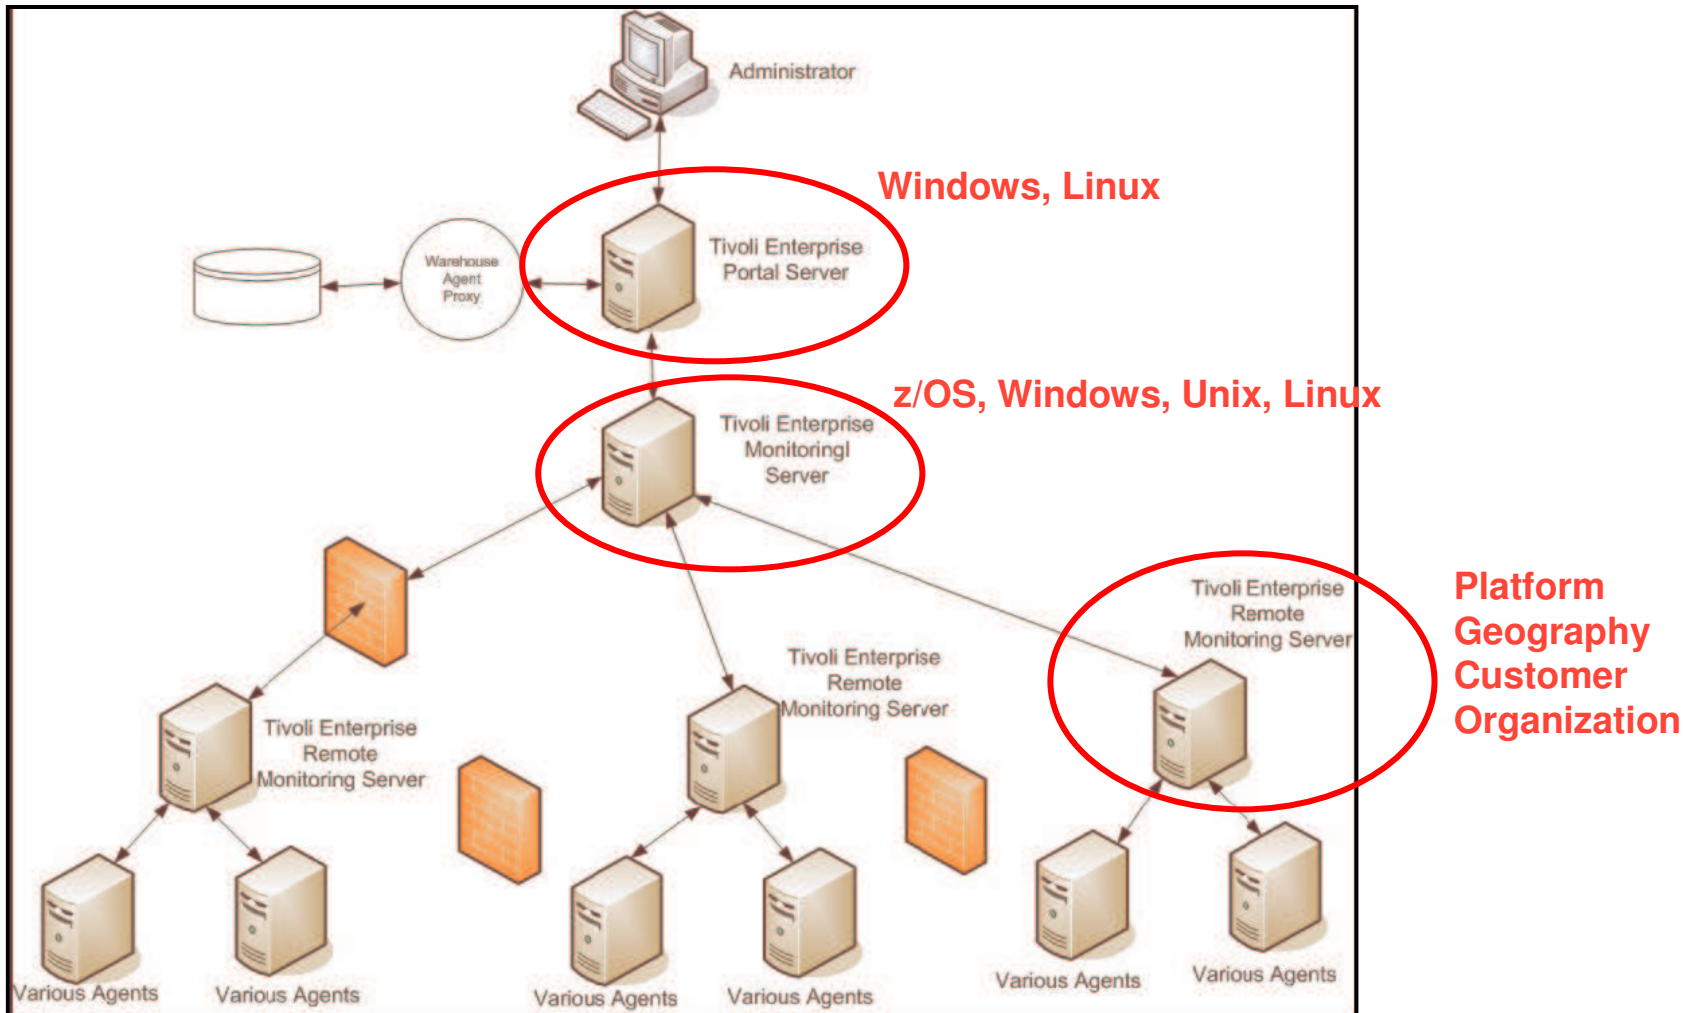 Administrator
Windows, Linux
Tivoli Enterprise
Portal Server
Warehouse
Agent
Proxy
z/OS, Windows, Unix, Linux
Tivoli Enterprise
Monitoringl
Server
Tivoli Enterprise
Remote
Monitoring Server
Platform
Geography
Customer
Organization
Tivoli Enterprise
Remote
Monitoring Server
Tivoli Enterprise
Remote
Monitoring Server
Various Agents
Various Agents
Various Agents
Various Agents
Various Agents
Various Agents